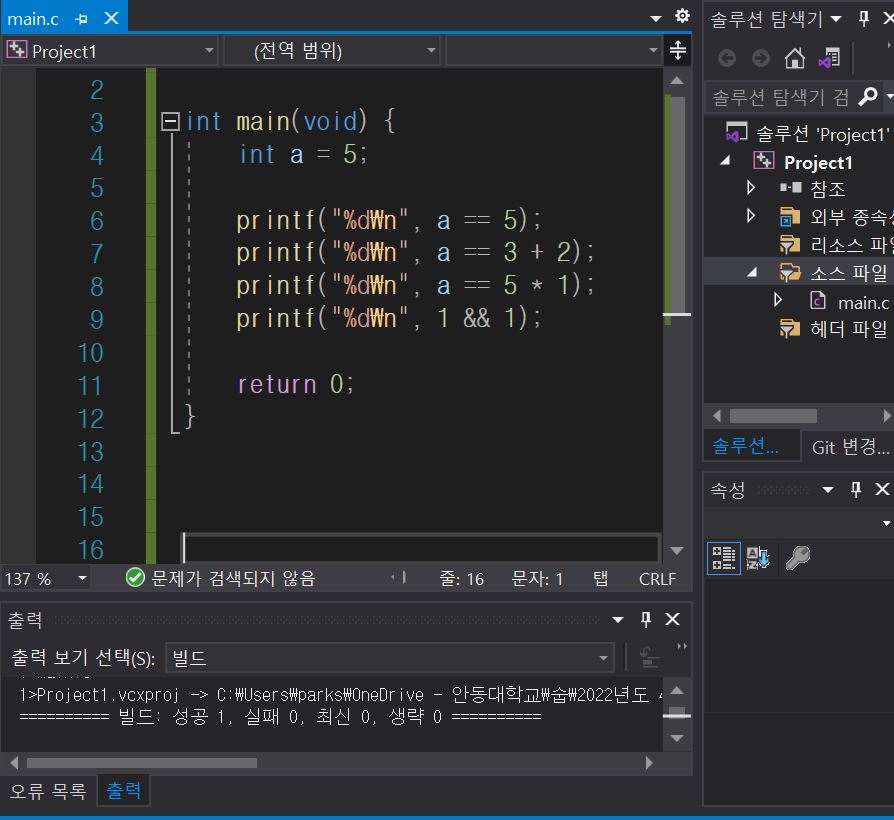 main.c
Project1
(전역 범위)
2
3 int main(void) {
4 int a = 5;
5
6 printf("%d₩n", a == 5);
7 printf("%d₩n", a == 3 + 2);
8 printf("%d₩n", a == 5 * 1);
9 printf("%d₩n", 1 && 1);
10
11 return 0;
12 }
13
14
15
16
137 %
문제가 검색되지 않음
줄: 16
문자: 1
탭
CRLF
출력
출력 보기 선택(S):
빌드
1>Project1.vcxproj -> C:₩Users₩parks₩OneDrive - 안동대학교₩숩₩2022년도
========== 빌드: 성공 1, 실패 0, 최신 0, 생략 0 ==========
오류 목록
출력
솔루션 탐색기
솔루션 탐색기 검
솔루션 'Project1'
Project1
참조
외부 종속
리소스 파일
소스 파일
main.c
헤더 파일
솔루션...
Git 변경...
속성